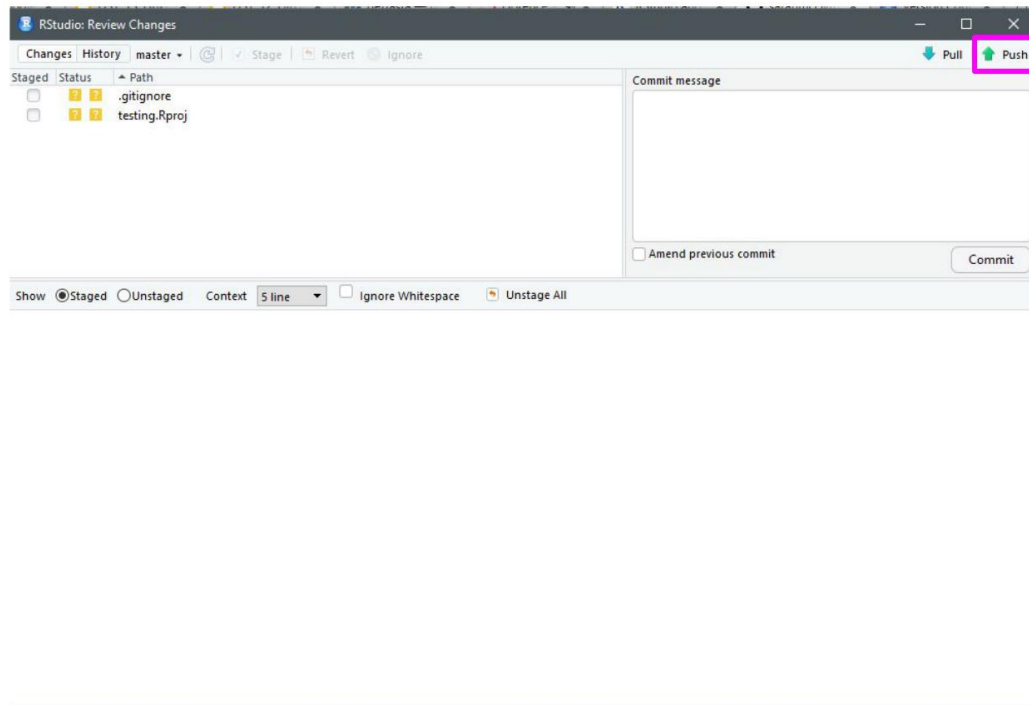 RStudio: Review Changes
Changes History master Stage Revert Ignore Pull Push
Staged Status Path
.gitignore
testing.Rproj
Commit message
Amend previous commit
Commit
Show Staged Unstaged Context 5 line Ignore Whitespace Unstage All